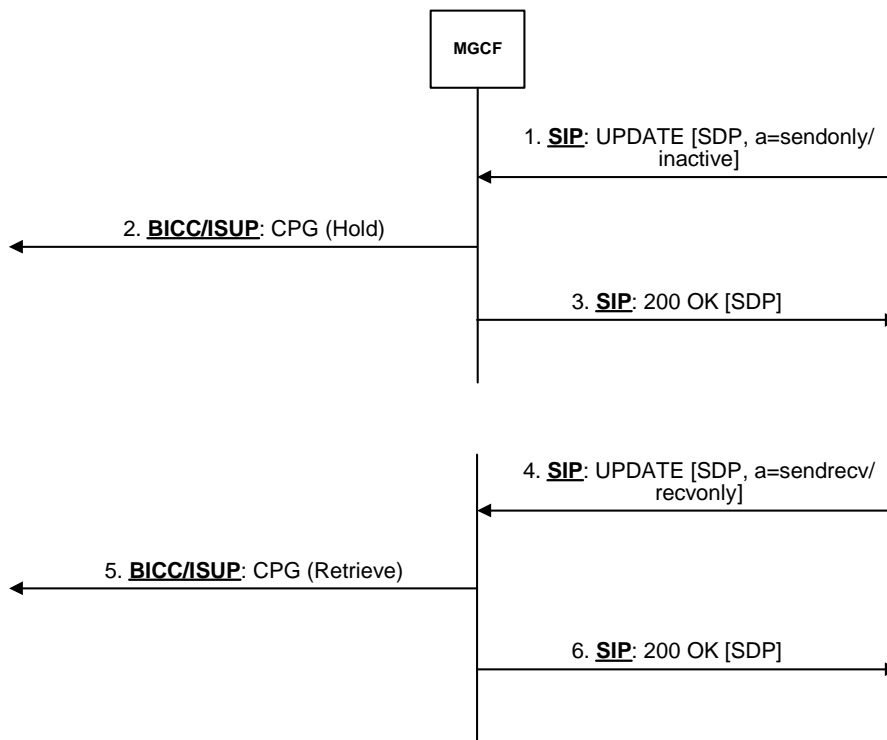 MGCF
1. SIP: UPDATE [SDP, a=sendonly/
inactive]
2. BICC/ISUP: CPG (Hold)
3. SIP: 200 OK [SDP]
4. SIP: UPDATE [SDP, a=sendrecv/
recvonly]
5. BICC/ISUP: CPG (Retrieve)
6. SIP: 200 OK [SDP]